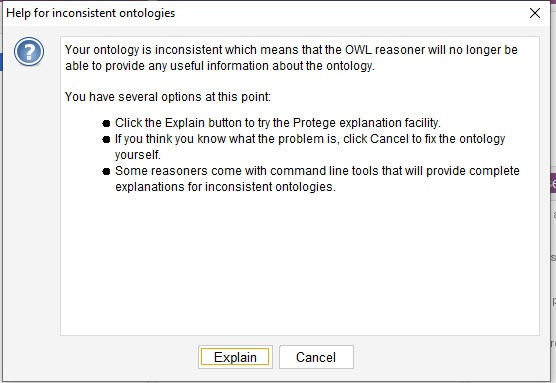 Help for inconsistent ontologies
Your ontology is inconsistent which means that the OWL reasoner will no longer be
able to provide any useful information about the ontology.
You have several options at this point:
Click the Explain button to try the Protege explanation facility.
If you think you know what the problem is, click Cancel to fix the ontology
yourself.
Some reasoners come with command line tools that will provide complete
explanations for inconsistent ontologies.
Explain
Cancel